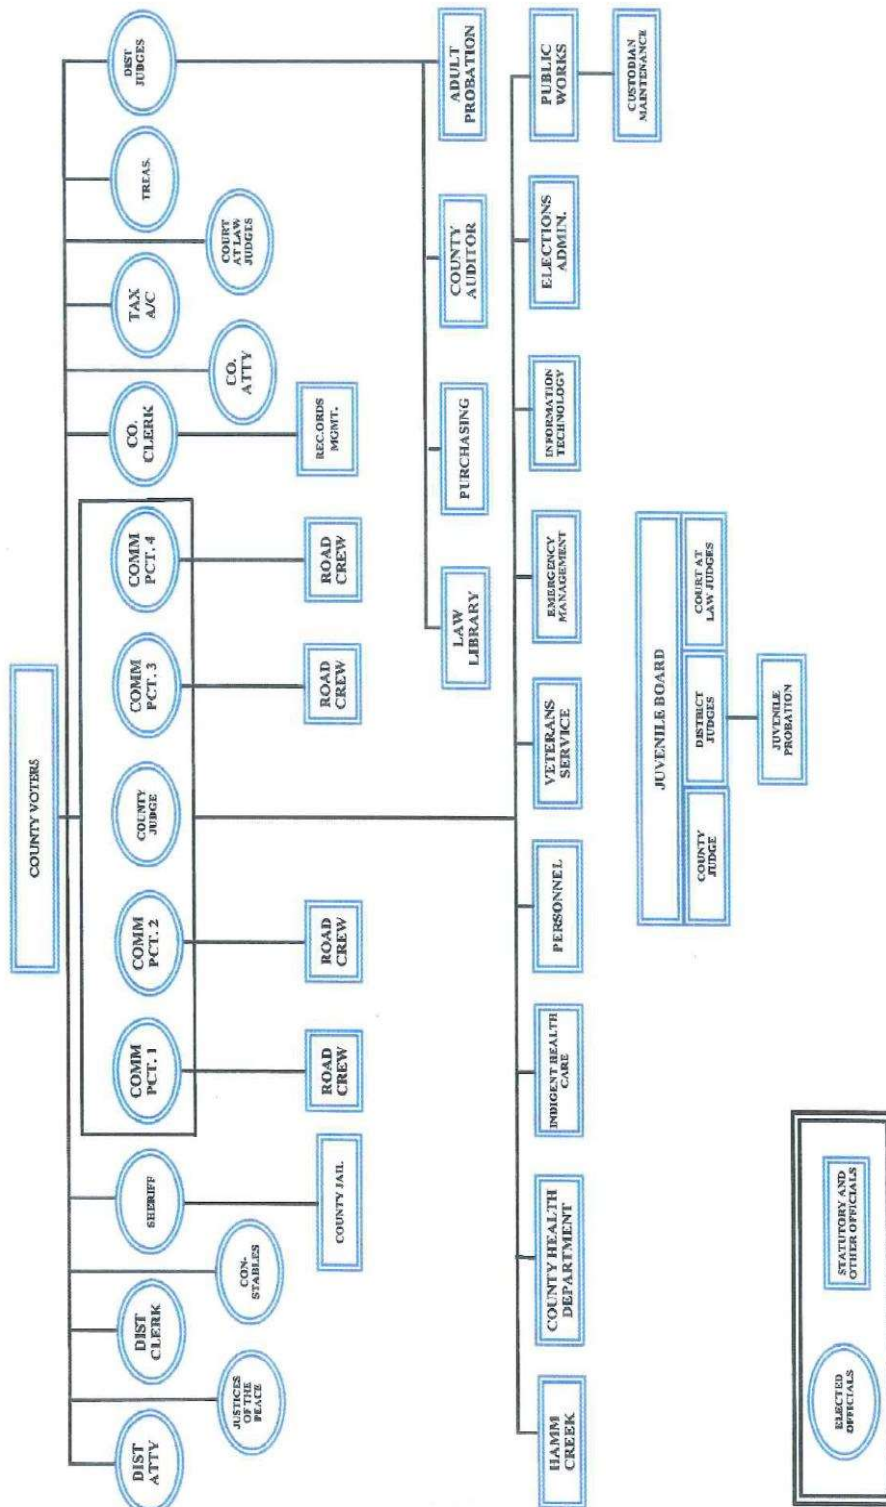 COUNTY VOTERS
DIST
ATTY
JUSTICES
OF THE
PEACE
DIST
CLERK
CON-
STABLES
SHERIFF
COUNTY JAIL
COMM
PCT. 1
ROAD
CREW
COMM
PCT. 2
ROAD
CREW
COUNTY
JUDGE
COMM
PCT. 3
ROAD
CREW
COMM
PCT. 4
ROAD
CREW
CO.
CLERK
RECORDS
MGMT.
CO.
ATTY
TAX
A/C
COURT
AT LAW
JUDGES
TREAS.
DIST
JUDGES
LAW
LIBRARY
PURCHASING
COUNTY
AUDITOR
ADULT
PROBATION
HAMM
CREEK
COUNTY HEALTH
DEPARTMENT
INDIGENT HEALTH
CARE
PERSONNEL
VETERANS
SERVICE
EMERGENCY
MANAGEMENT
INFORMATION
TECHNOLOGY
ELECTIONS
ADMIN.
PUBLIC
WORKS
CUSTODIAN
MAINTENANCE
JUVENILE BOARD
COUNTY
JUDGE
DISTRICT
JUDGES
COURT AT
LAW JUDGES
JUVENILE
PROBATION
ELECTED
OFFICIALS
STATUTORY AND
OTHER OFFICIALS